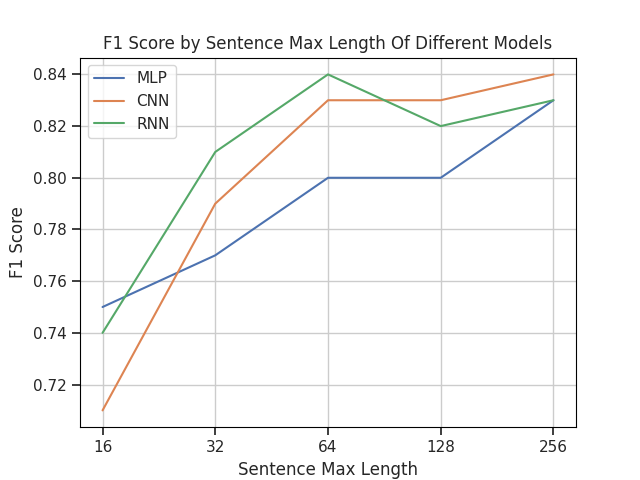 F1 Score by Sentence Max Length Of Different Models
MLP
CNN
RNN
0.84
0.82
0.80
0.78
0.76
0.74
0.72
F1 Score
16 32 64 128 256
Sentence Max Length